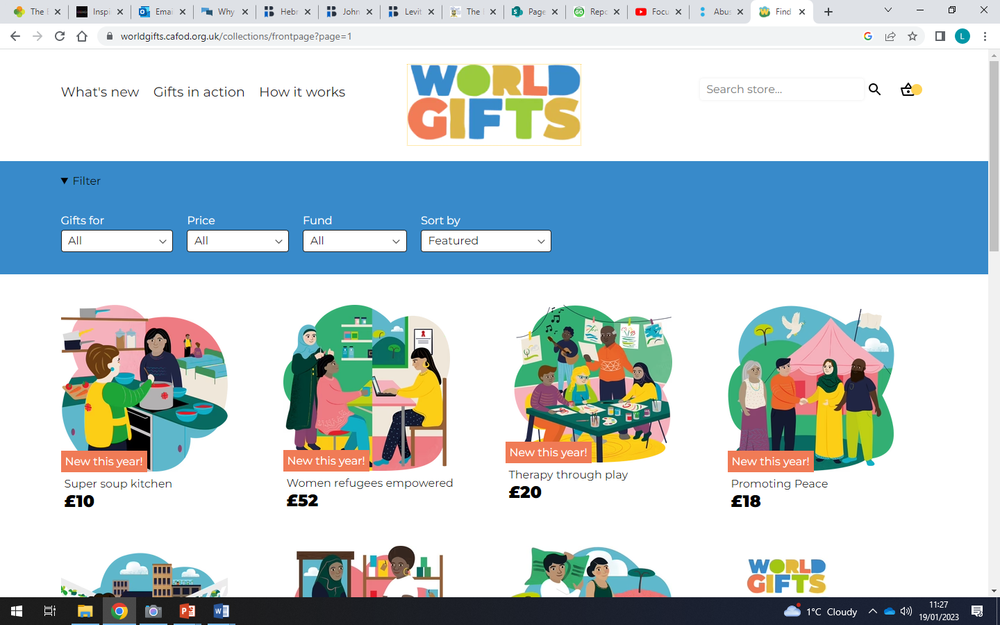 The
Inspi
Emai
Why
Hebr
John
Levit
The
Page
Repo
Focu
Abus
Find
worldgifts.cafod.org.uk/collections/frontpage?page=1
L
What's new
Gifts in action
How it works
WORLD
GIFTS
Search store...
Filter
Gifts for
Price
Fund
Sort by
All
All
All
Featured
New this year!
Super soup kitchen
£10
New this year!
Women refugees empowered
£52
New this year!
Therapy through play
£20
New this year!
Promoting Peace
£18
WORLD
GIFTS
1°C Cloudy
11:27
19/01/2023